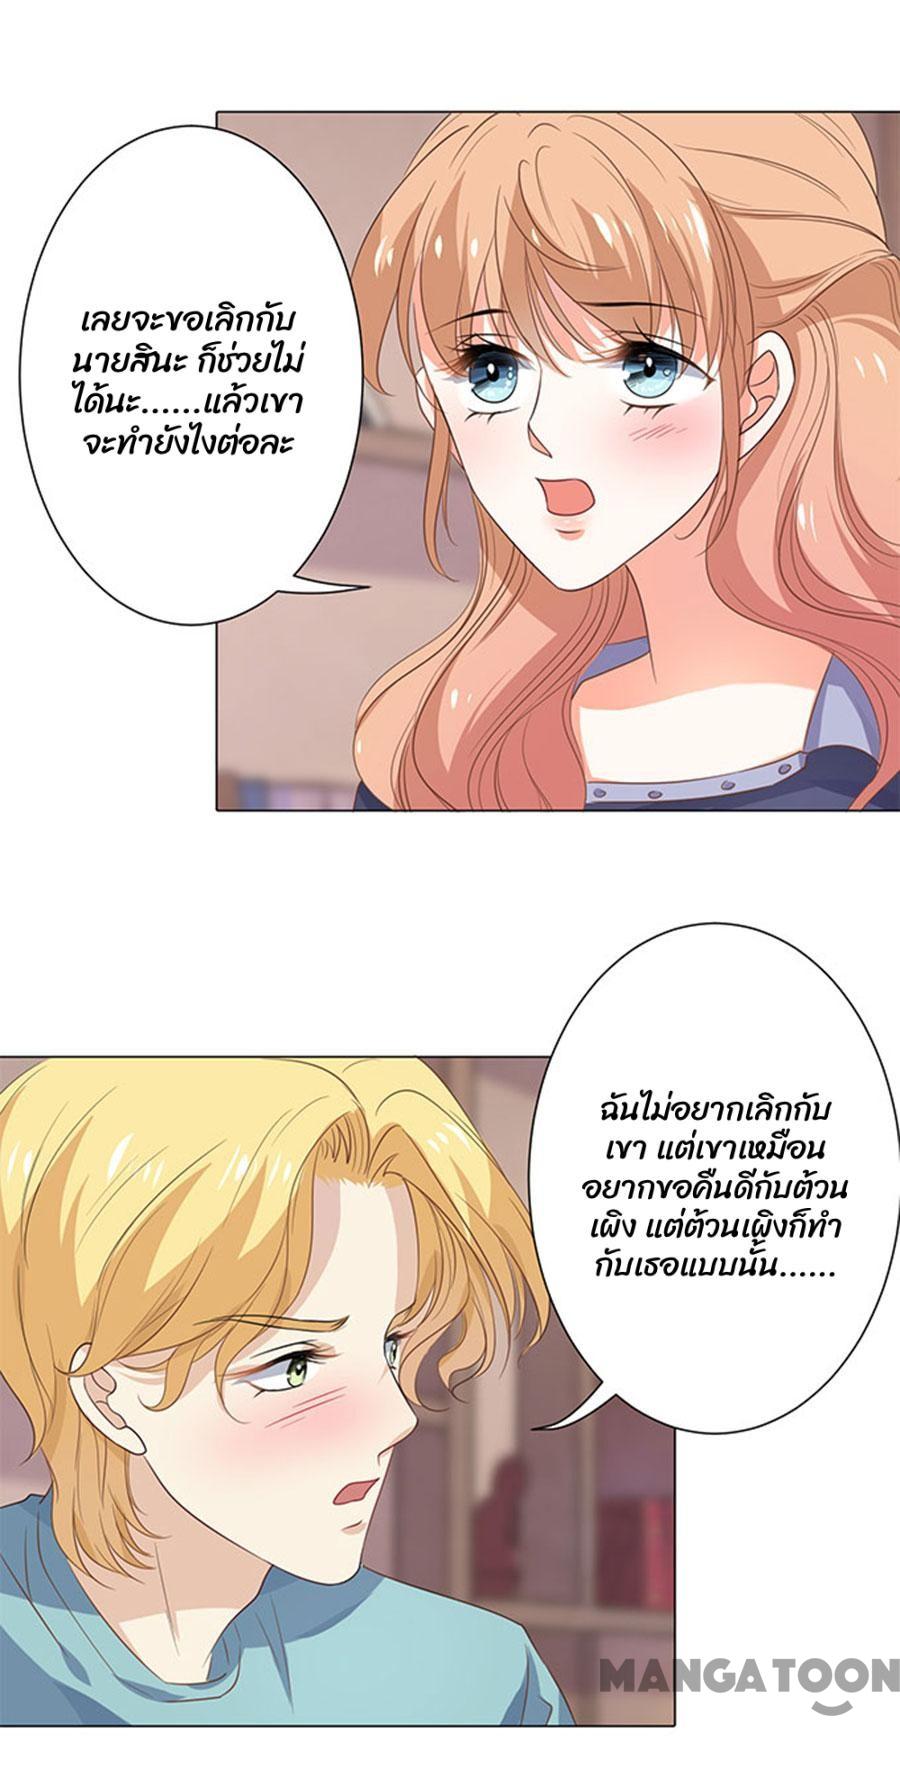 เลยจะขอเลิกกับ
นายสินะ ก็ช่วยไม่
ได้นะ......แล้วเขา
จะทำยังไงต่อละ
ฉันไม่อยากเลิกกับ
เขา แต่เขาเหมือน
อยากขอคืนดีกับต้วน
เผิง แต่ต้วนเผิงก็ทำ
กับเธอแบบนั้น......
MANGATOON